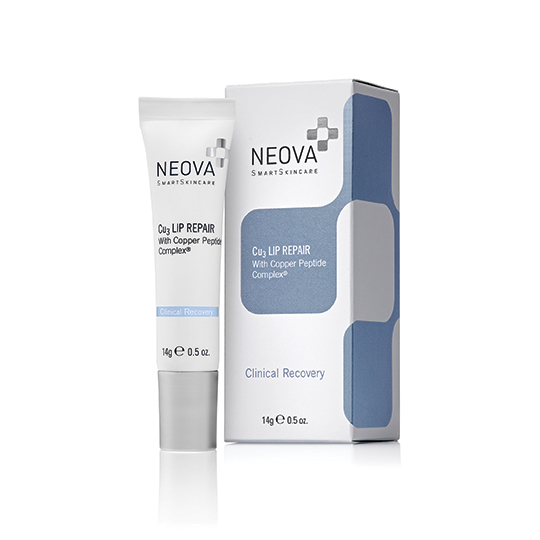 NEOVA
SMARTSKINCARE
Cu3 LIP REPAIR
With Copper Peptide
Complex®
Clinical Recovery
14g ℮ 0.5 oz.
NEOVA
SMARTSKINCARE
Cu3 LIP REPAIR
With Copper Peptide
Complex®
Clinical Recovery
14g ℮ 0.5 oz.